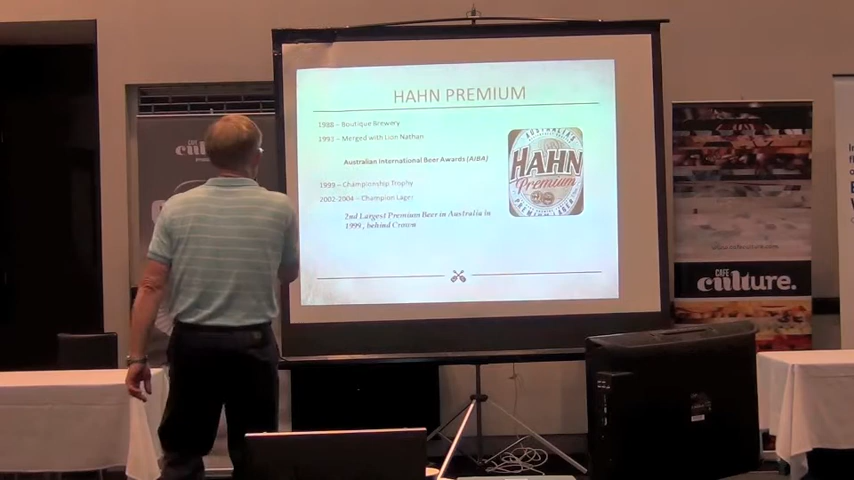 HAHN PREMIUM
1988 – Boutique Brewery
1993 – Merged with Lion Nathan
Australian International Beer Awards (AIBA)
1999 – Championship Trophy
2002-2004 – Champion Lager
2nd Largest Premium Beer in Australia in
1999, behind Crown
AUSTRALIAN
HAHN
Premium
CAFE
culture.
www.cafeculture.com